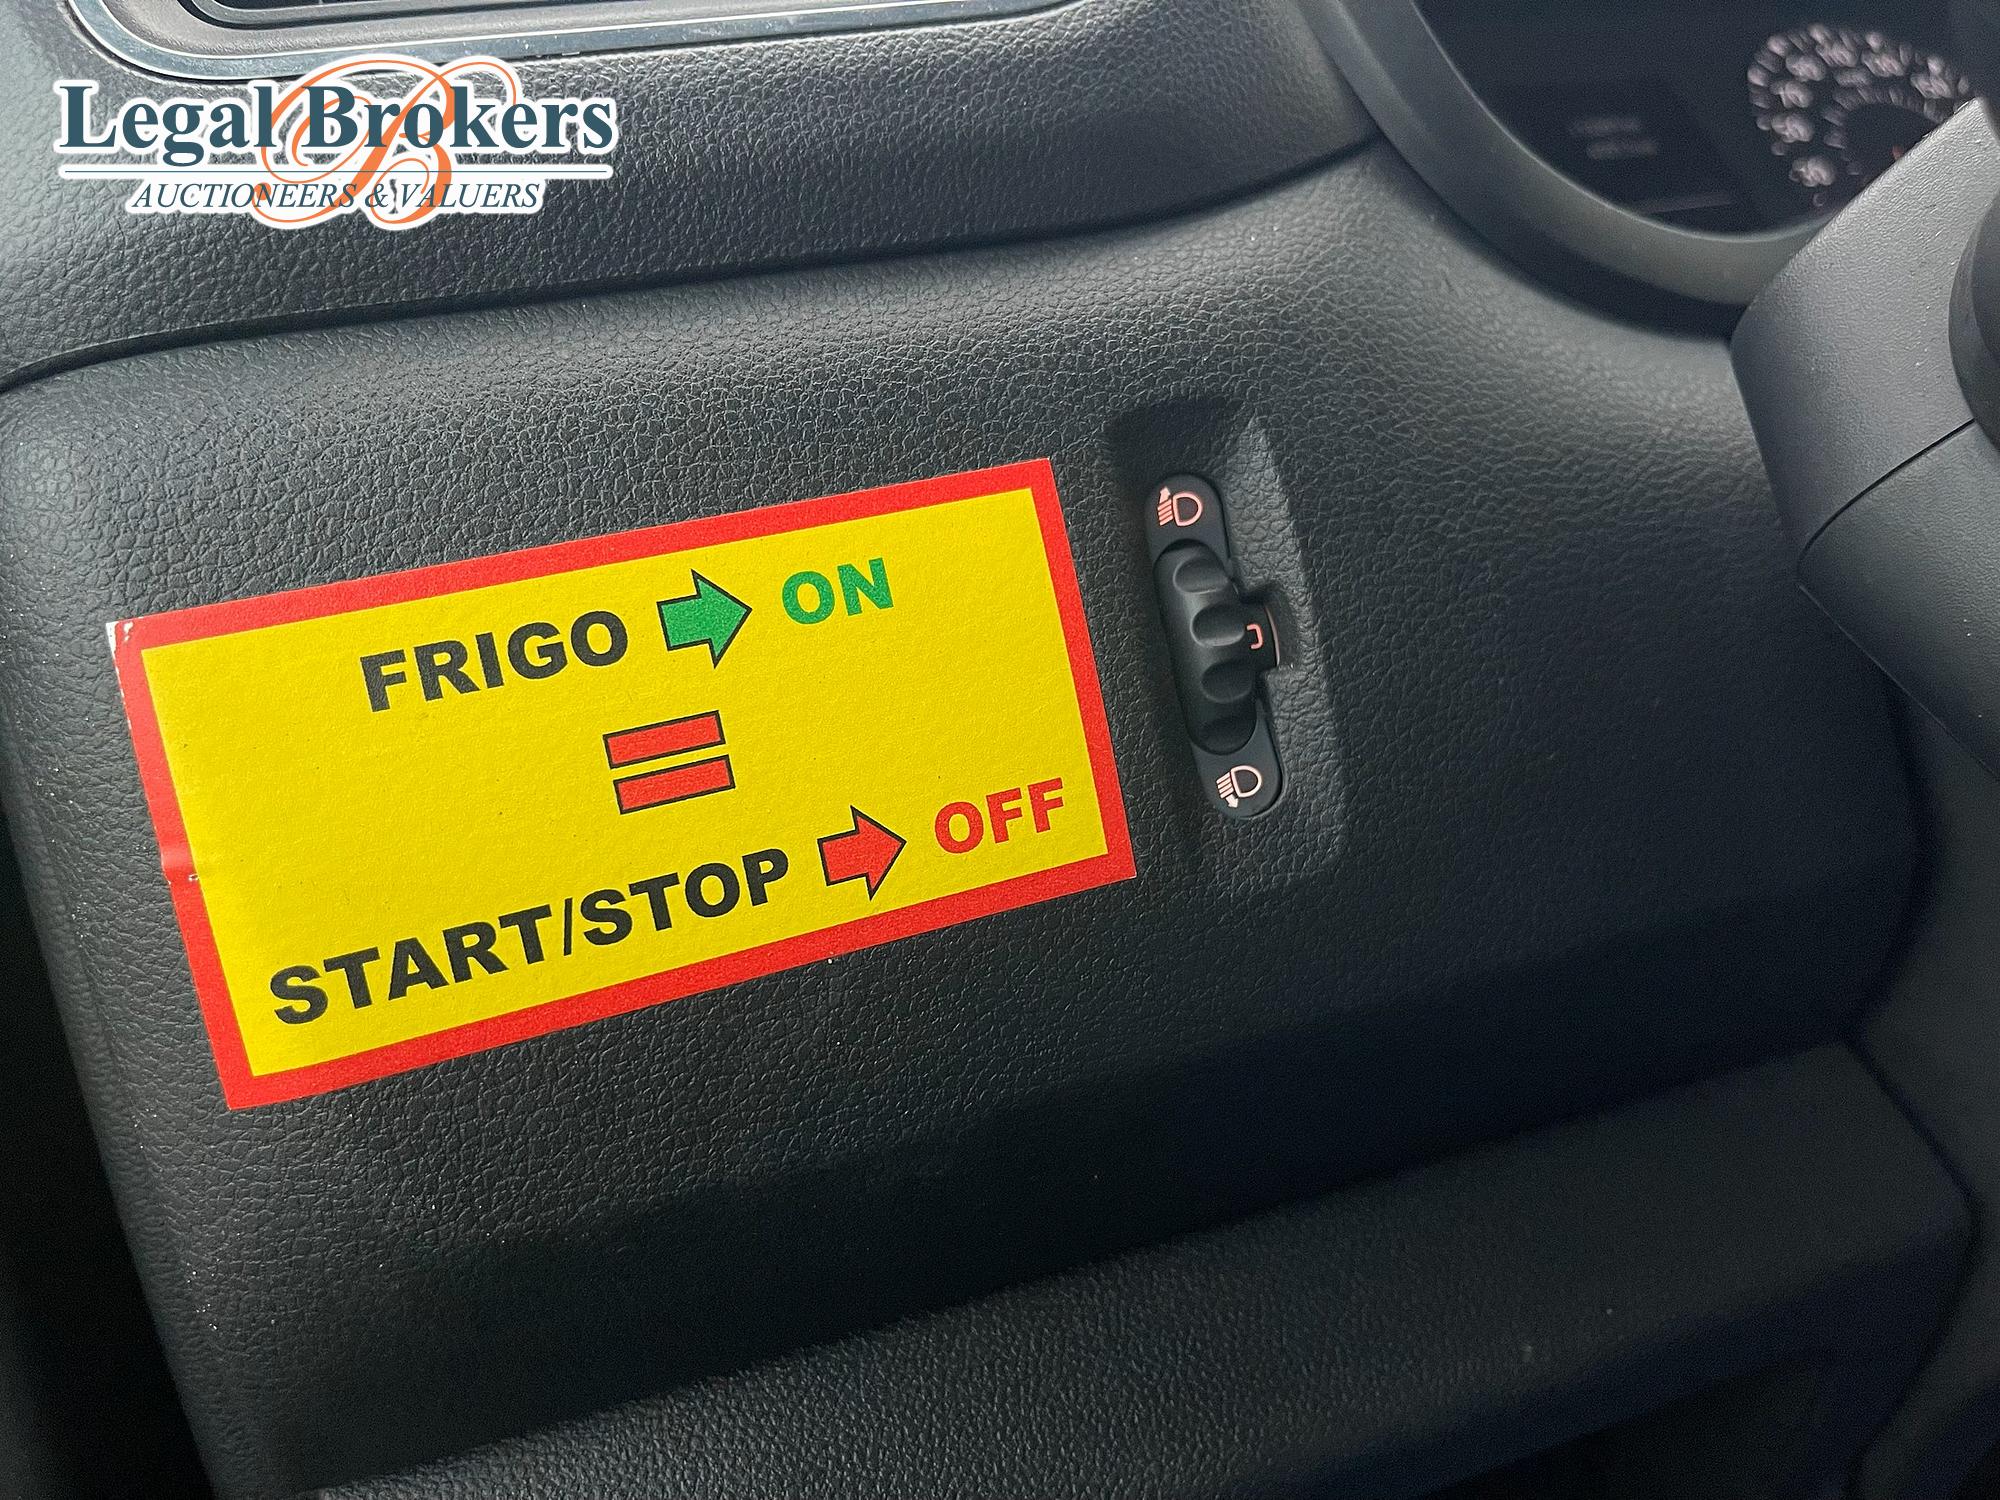 Legal Brokers
AUCTIONEERS & VALUERS
FRIGO ON
=
START/STOP OFF